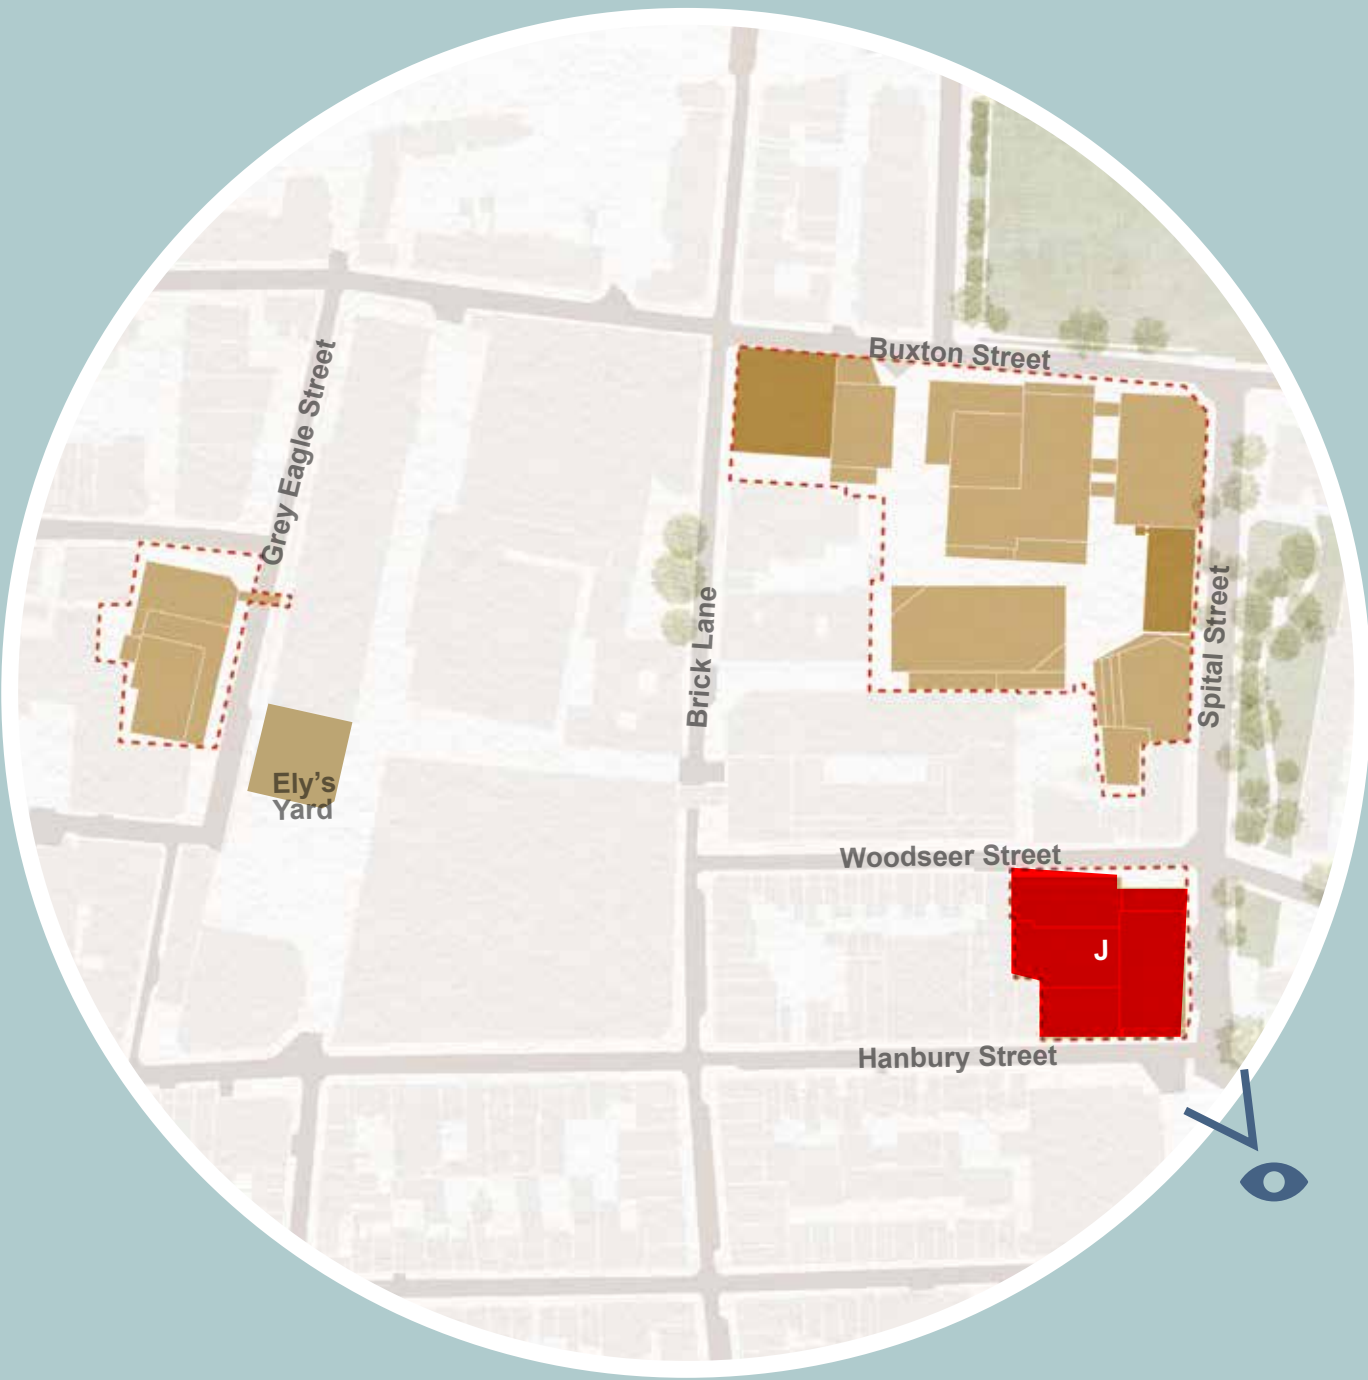 Buxton Street
Grey Eagle Street
Brick Lane
Spital Street
Ely's
Yard
Woodseer Street
J
Hanbury Street